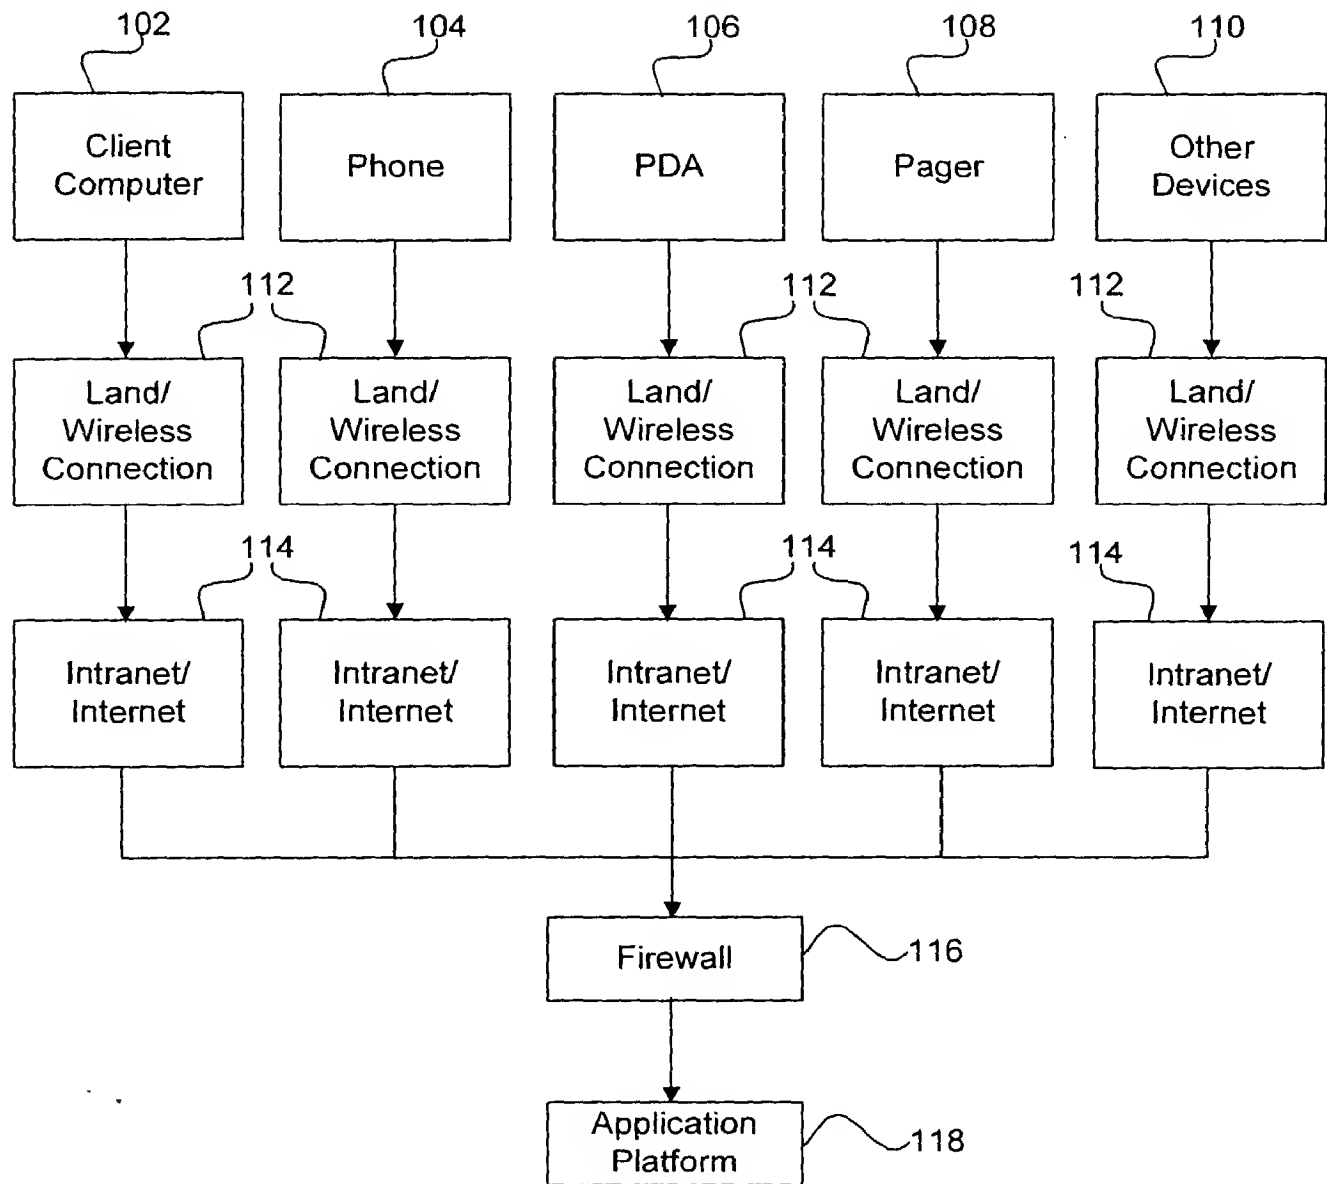 102
104
106
108
110
Client
Computer
Phone
PDA
Pager
Other
Devices
112
112
112
Land/
Wireless
Connection
Land/
Wireless
Connection
Land/
Wireless
Connection
Land/
Wireless
Connection
Land/
Wireless
Connection
114
114
114
Intranet/
Internet
Intranet/
Internet
Intranet/
Internet
Intranet/
Internet
Intranet/
Internet
Firewall
116
Application
Platform
118